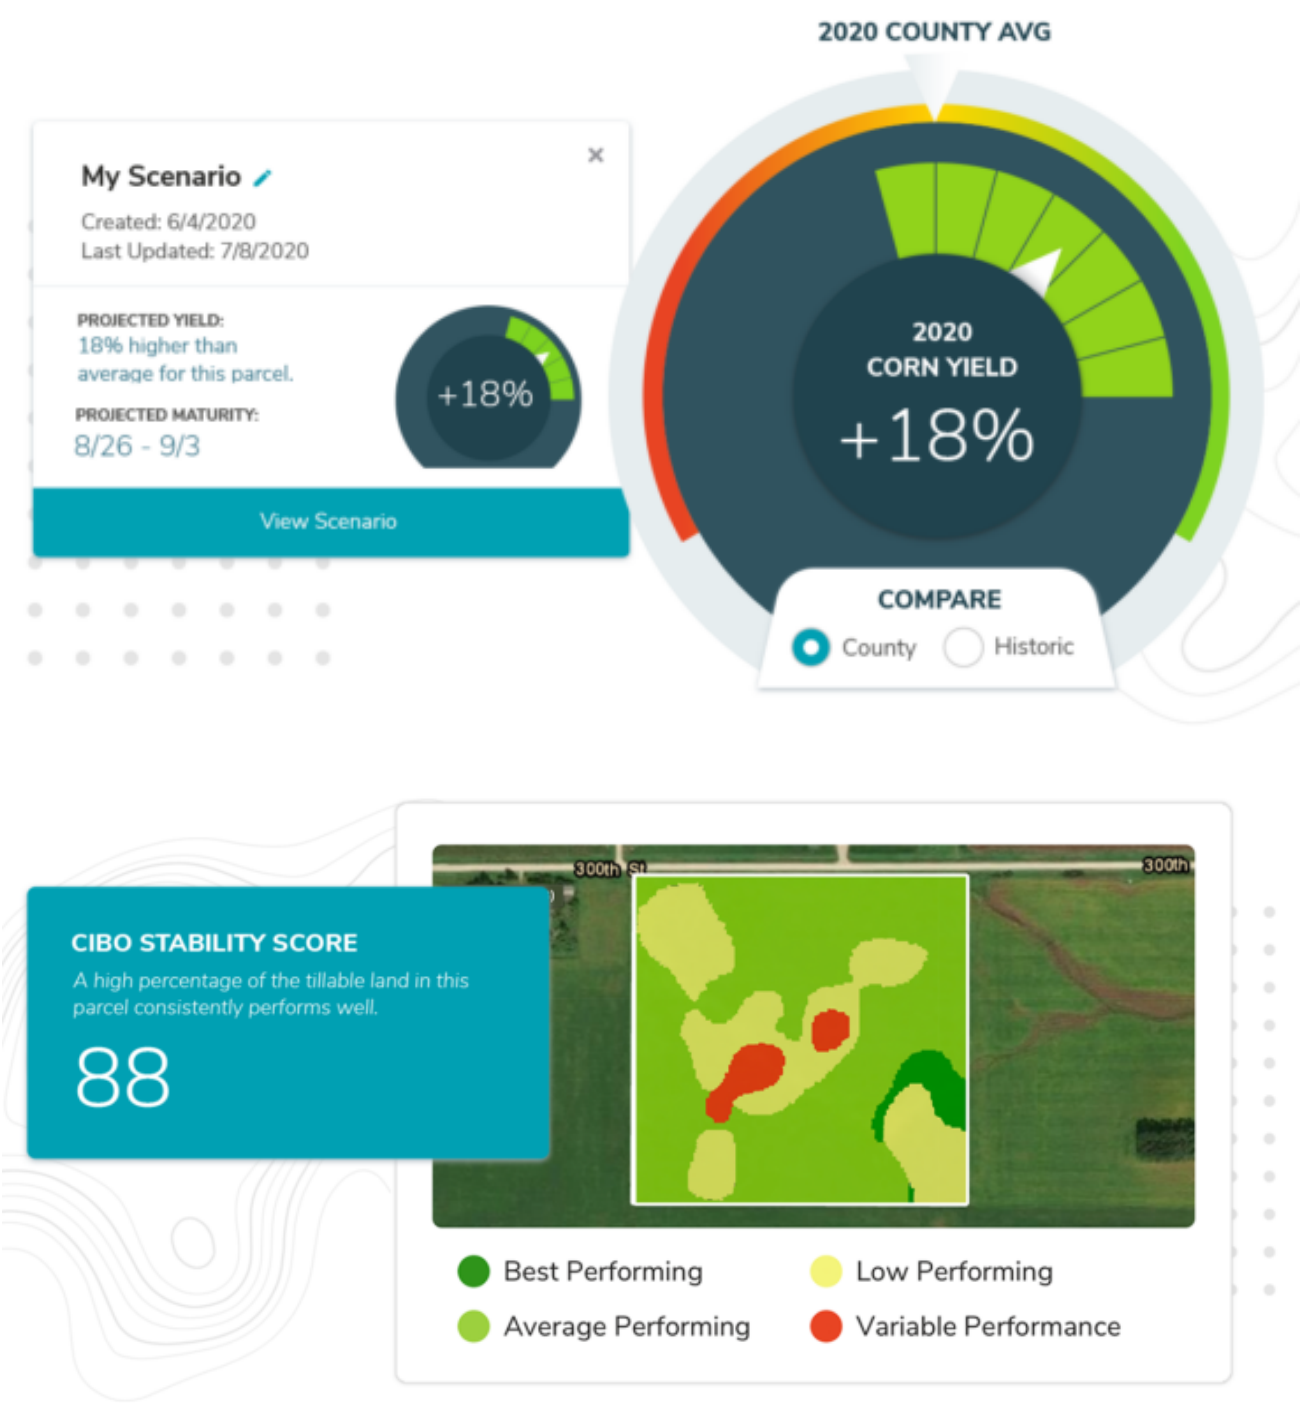 2020 COUNTY AVG
My Scenario
Created: 6/4/2020
Last Updated: 7/8/2020
PROJECTED YIELD:
18% higher than
average for this parcel.
PROJECTED MATURITY:
8/26 - 9/3
+18%
View Scenario
2020
CORN YIELD
+18%
COMPARE
County
Historic
300th St
300th
CIBO STABILITY SCORE
A high percentage of the tillable land in this
parcel consistently performs well.
88
Best Performing
Low Performing
Average Performing
Variable Performance